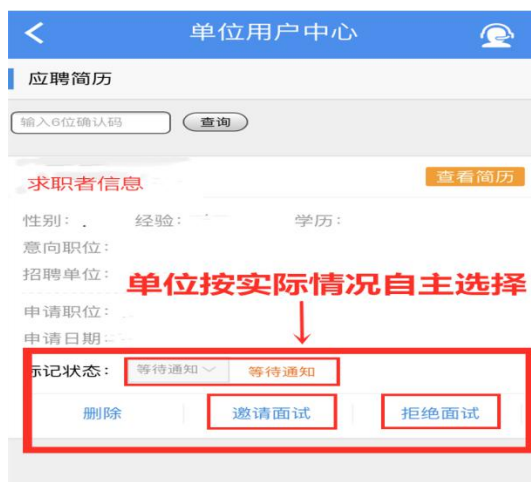 单位用户中心
应聘简历
输入6位确认码 查询
求职者信息 查看简历
性别： 经验： 学历：
意向职位：
招聘单位：
单位按实际情况自主选择
申请职位：
申请日期：
标记状态： 等待通知 等待通知
删除 邀请面试 拒绝面试